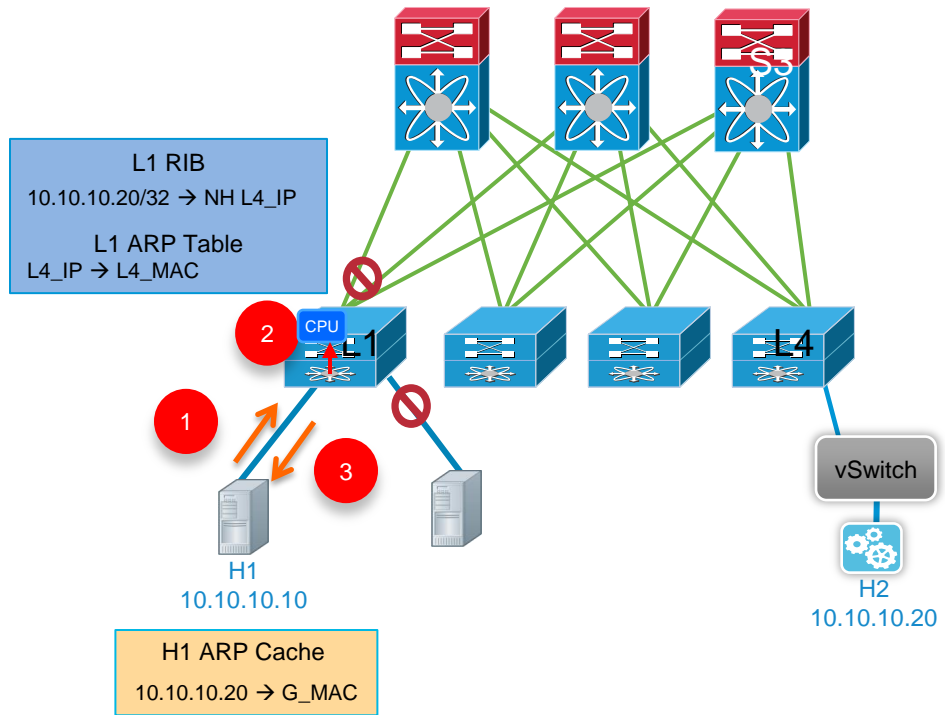 S3
L1 RIB
10.10.10.20/32 → NH L4_IP
L1 ARP Table
L4_IP → L4_MAC
2
CPU
L1
L4
1
3
vSwitch
H1
10.10.10.10
H2
10.10.10.20
H1 ARP Cache
10.10.10.20 → G_MAC